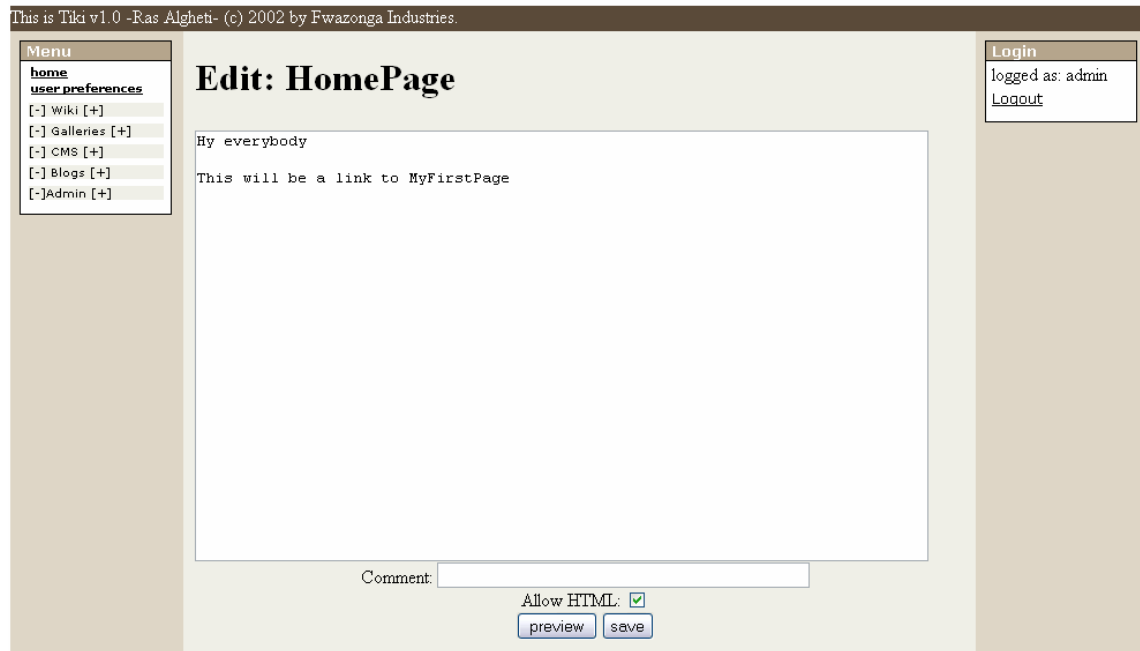 This is Tiki v1.0 -Ras Algheti- (c) 2002 by Fwazonga Industries.
Menu
home
user preferences
[-] Wiki [+]
[-] Galleries [+]
[-] CMS [+]
[-] Blogs [+]
[-]Admin [+]
Edit: HomePage
Hy everybody
This will be a link to MyFirstPage
Comment:
Allow HTML:
preview save
Login
logged as: admin
Logout